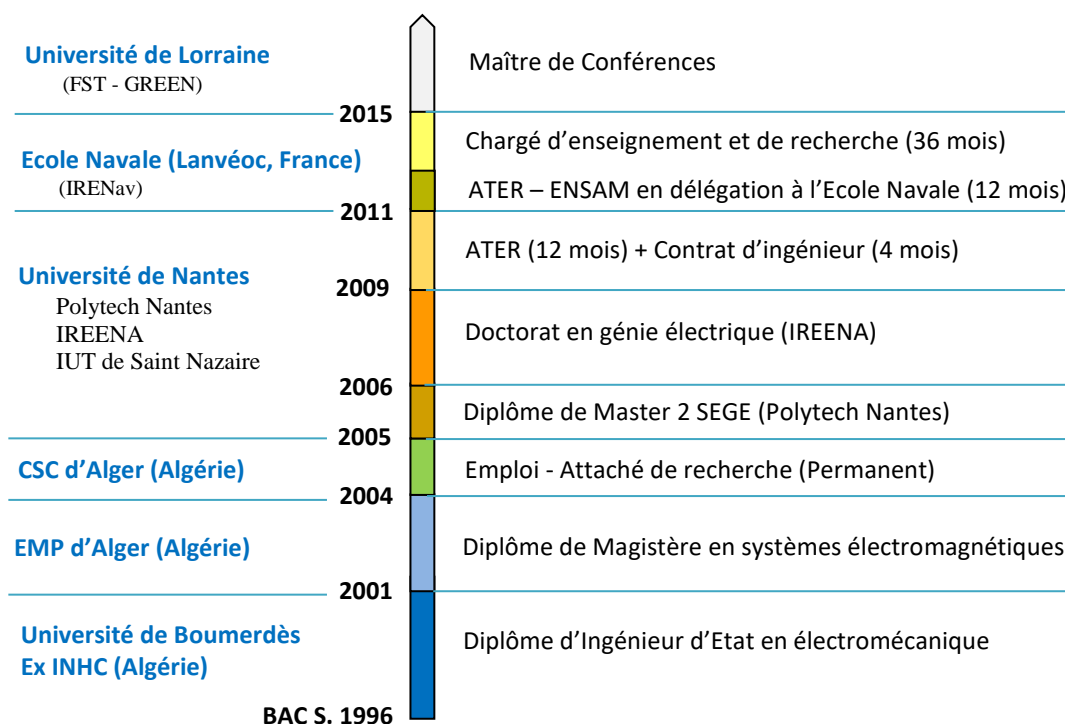 Université de Lorraine
(FST - GREEN)
Maître de Conférences
2015
Ecole Navale (Lanvéoc, France)
(IRENav)
Chargé d’enseignement et de recherche (36 mois)
ATER – ENSAM en délégation à l’Ecole Navale (12 mois)
2011
ATER (12 mois) + Contrat d’ingénieur (4 mois)
Université de Nantes
Polytech Nantes
IREENA
IUT de Saint Nazaire
2009
Doctorat en génie électrique (IREENA)
2006
Diplôme de Master 2 SEGE (Polytech Nantes)
2005
CSC d’Alger (Algérie)
Emploi - Attaché de recherche (Permanent)
2004
EMP d’Alger (Algérie)
Diplôme de Magistère en systèmes électromagnétiques
2001
Université de Boumerdès
Ex INHC (Algérie)
Diplôme d’Ingénieur d’Etat en électromécanique
BAC S. 1996